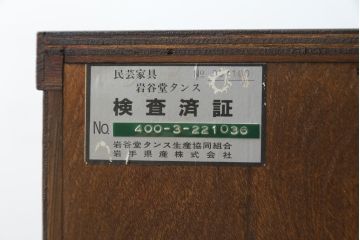 民芸家具 No.
岩谷堂タンス
検査済証
No. 400-3-221036
岩谷堂タンス生産協同組合
岩手県産株式会社